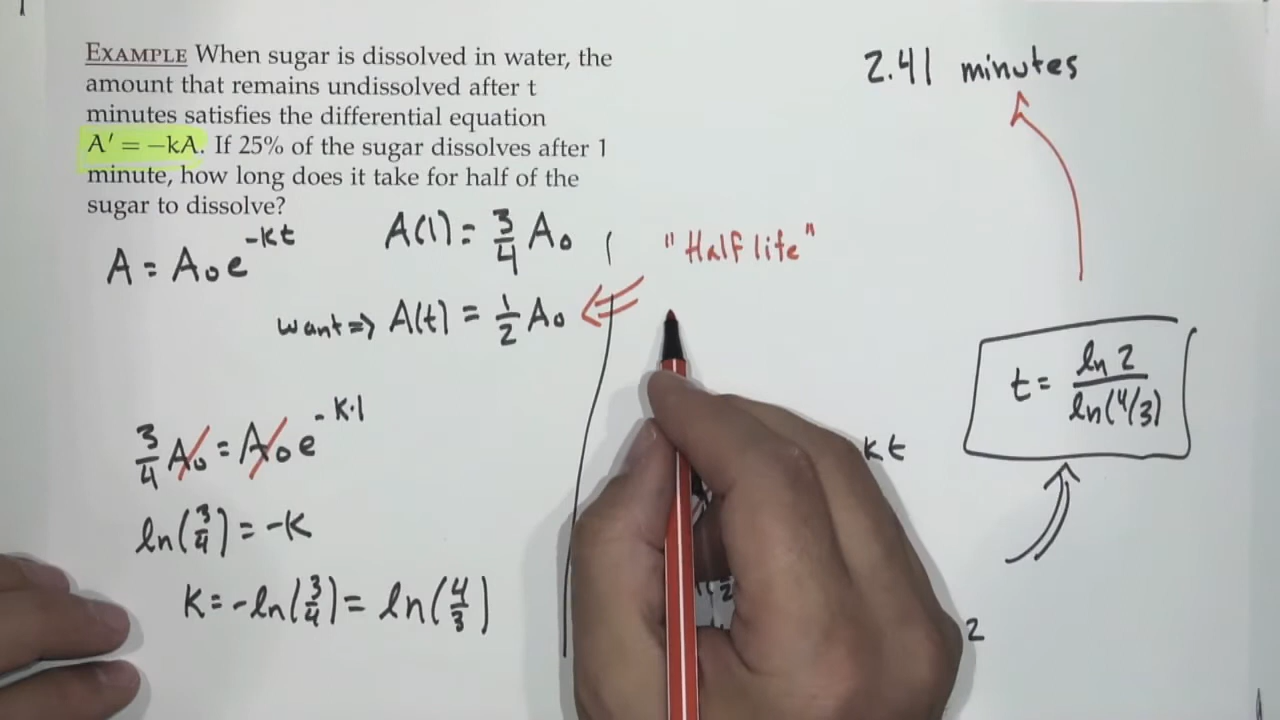 EXAMPLE When sugar is dissolved in water, the
amount that remains undissolved after t
minutes satisfies the differential equation
A′ = −kA. If 25% of the sugar dissolves after 1
minute, how long does it take for half of the
sugar to dissolve?
A = A₀e^(-kt)
A(1) = 3/4 A₀
want ⇒ A(t) = 1/2 A₀
3/4 A₀ = A₀e^(-k·1)
ln(3/4) = -k
k = -ln(3/4) = ln(4/3)
"Half life"
kt
2
2.41 minutes
t = ln 2 / ln(4/3)